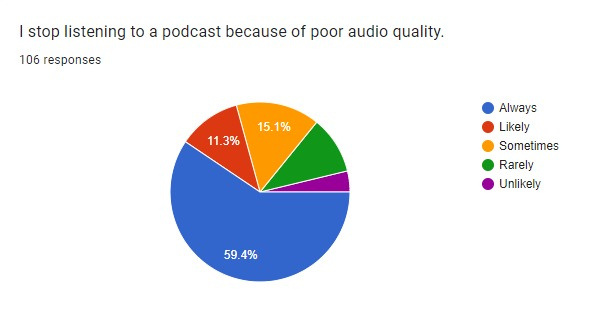 I stop listening to a podcast because of poor audio quality.
106 responses
Always
Likely
Sometimes
Rarely
Unlikely
15.1%
11.3%
59.4%